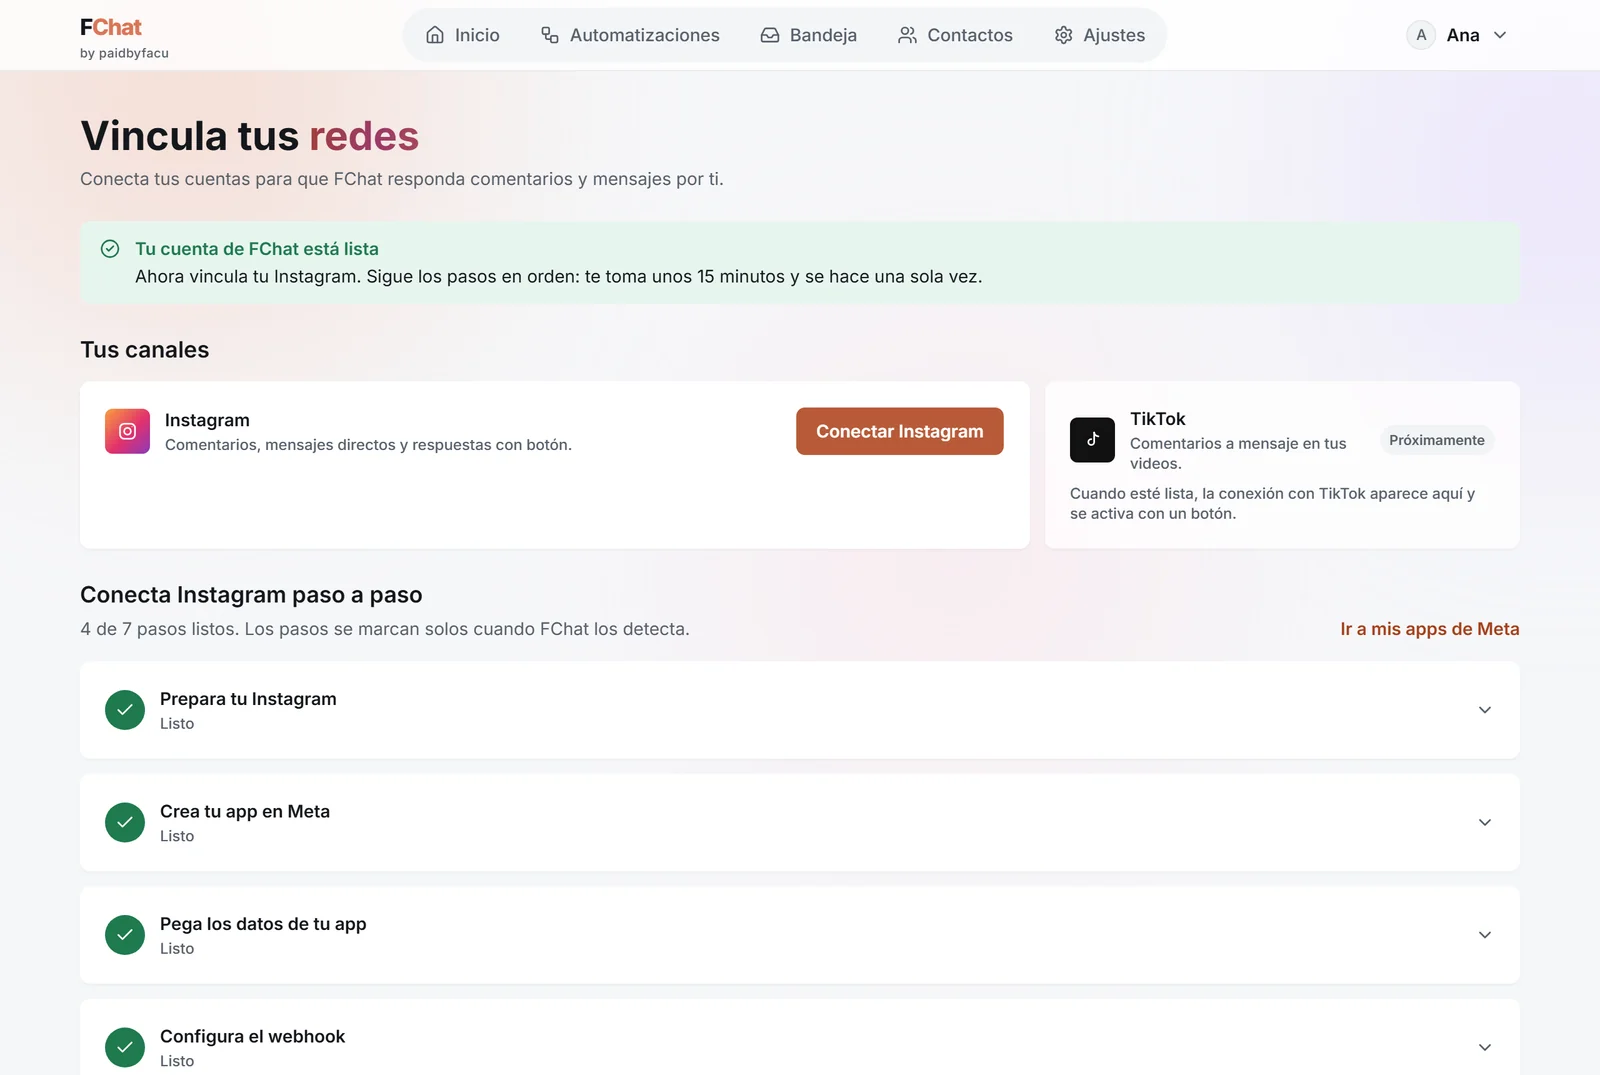 FChat
by paidbyfacu
Inicio
Automatizaciones
Bandeja
Contactos
Ajustes
A
Ana
Vincula tus redes
Conecta tus cuentas para que FChat responda comentarios y mensajes por ti.
Tu cuenta de FChat está lista
Ahora vincula tu Instagram. Sigue los pasos en orden: te toma unos 15 minutos y se hace una sola vez.
Tus canales
Instagram
Comentarios, mensajes directos y respuestas con botón.
Conectar Instagram
TikTok
Comentarios a mensaje en tus
videos.
Próximamente
Cuando esté lista, la conexión con TikTok aparece aquí y
se activa con un botón.
Conecta Instagram paso a paso
4 de 7 pasos listos. Los pasos se marcan solos cuando FChat los detecta.
Ir a mis apps de Meta
Prepara tu Instagram
Listo
Crea tu app en Meta
Listo
Pega los datos de tu app
Listo
Configura el webhook
Listo